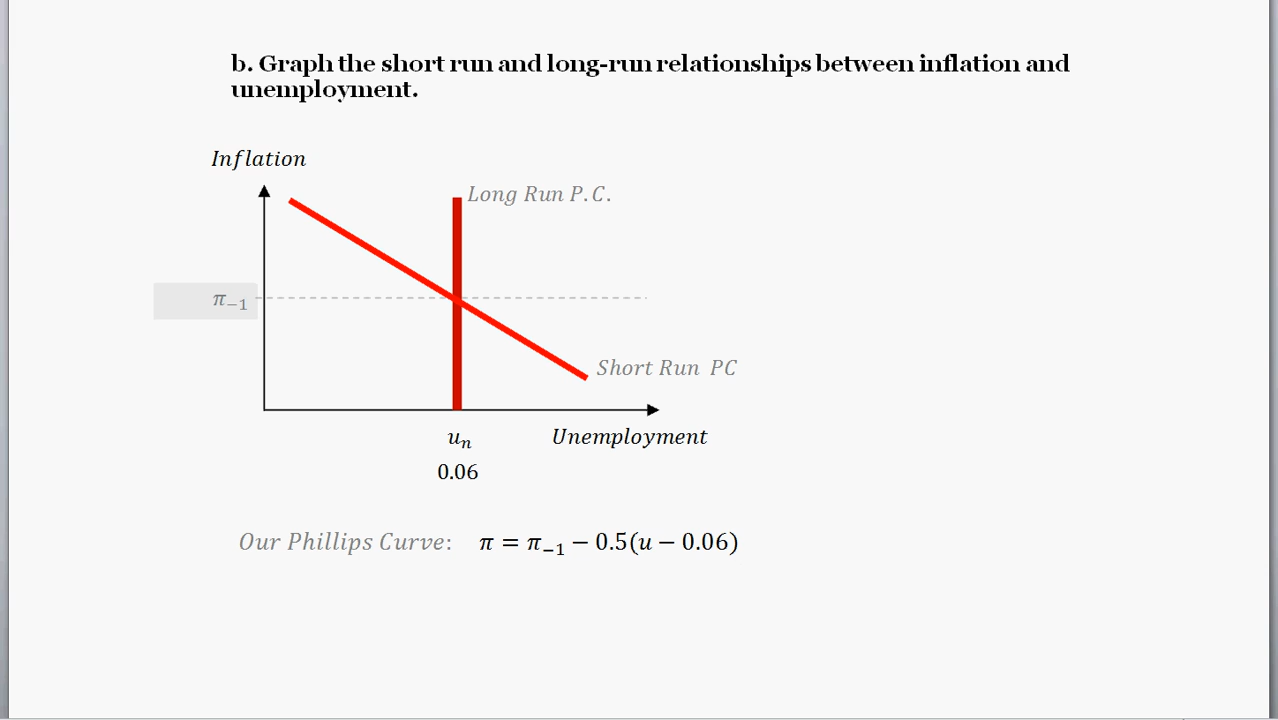 b. Graph the short run and long-run relationships between inflation and
unemployment.
Inflation
Long Run P.C.
π₋₁
Short Run PC
uₙ
Unemployment
0.06
Our Phillips Curve: π = π₋₁ − 0.5(u − 0.06)